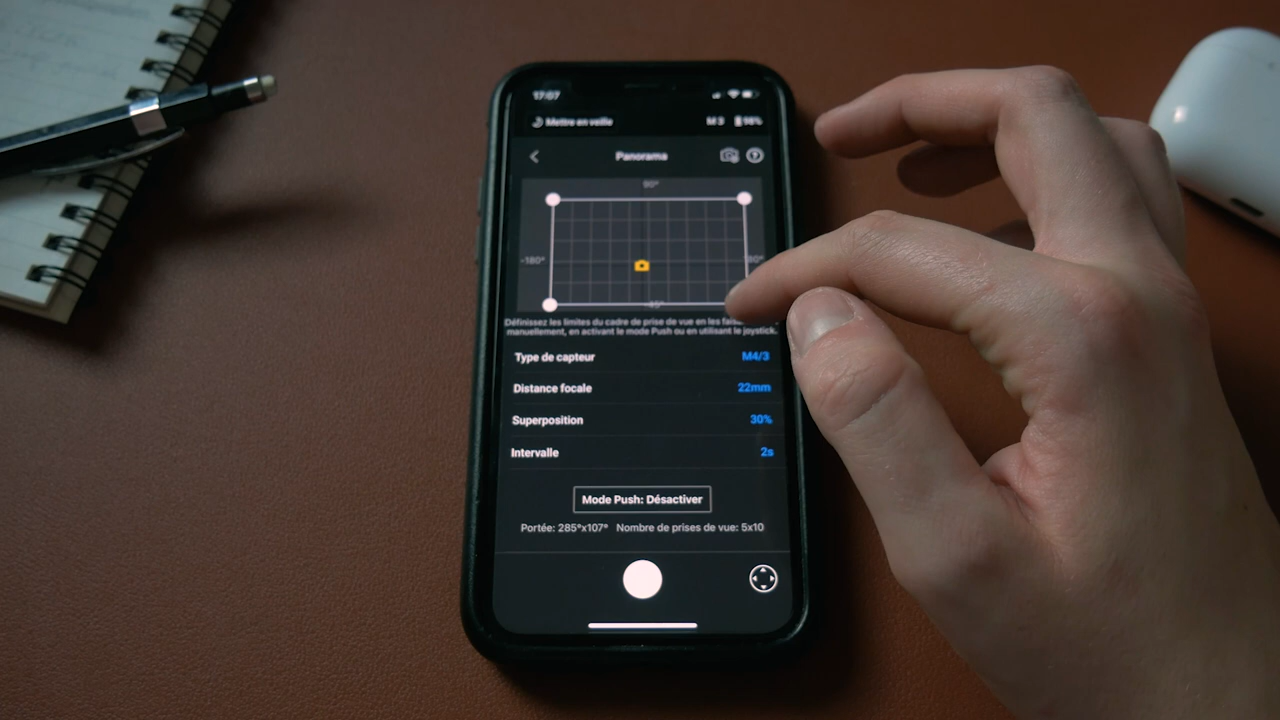 17:07
Mettre en veille M 3 98%
Panorama
90°
-180° 180°
-45°
Définissez les limites du cadre de prise de vue en les
manuellement, en activant le mode Push ou en utilisant le joystick.
Type de capteur M4/3
Distance focale 22mm
Superposition 30%
Intervalle 2s
Mode Push: Désactiver
Portée: 285°x107° Nombre de prises de vue: 5x10